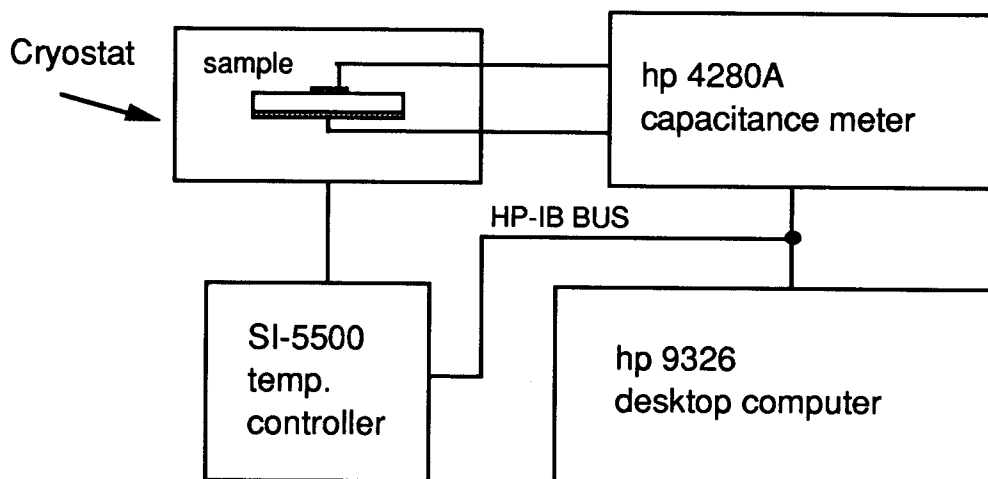 Cryostat
sample
hp 4280A
capacitance meter
HP-IB BUS
SI-5500
temp.
controller
hp 9326
desktop computer